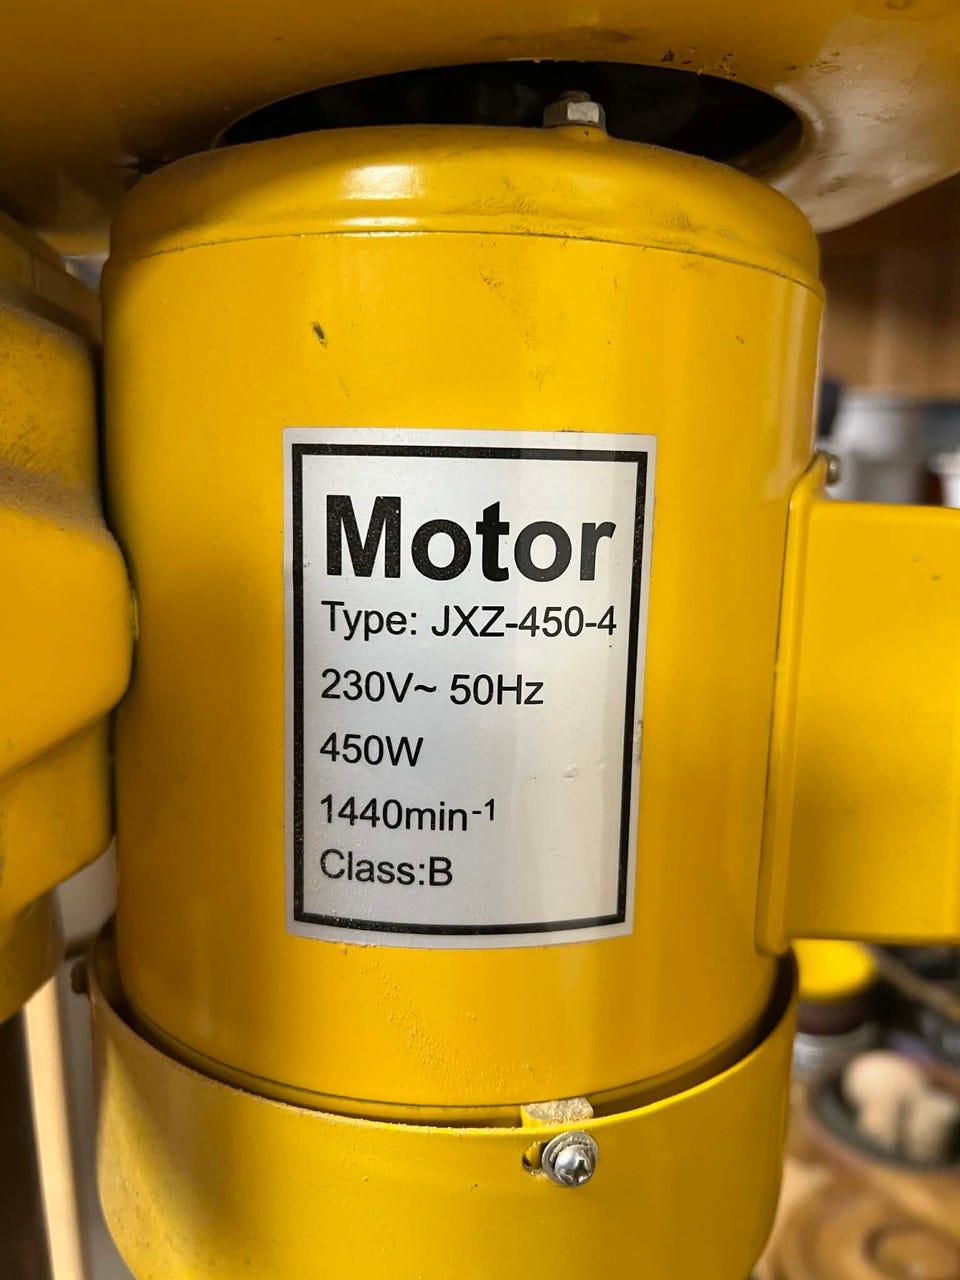 Motor
Type: JXZ-450-4
230V~ 50Hz
450W
1440min-1
Class:B